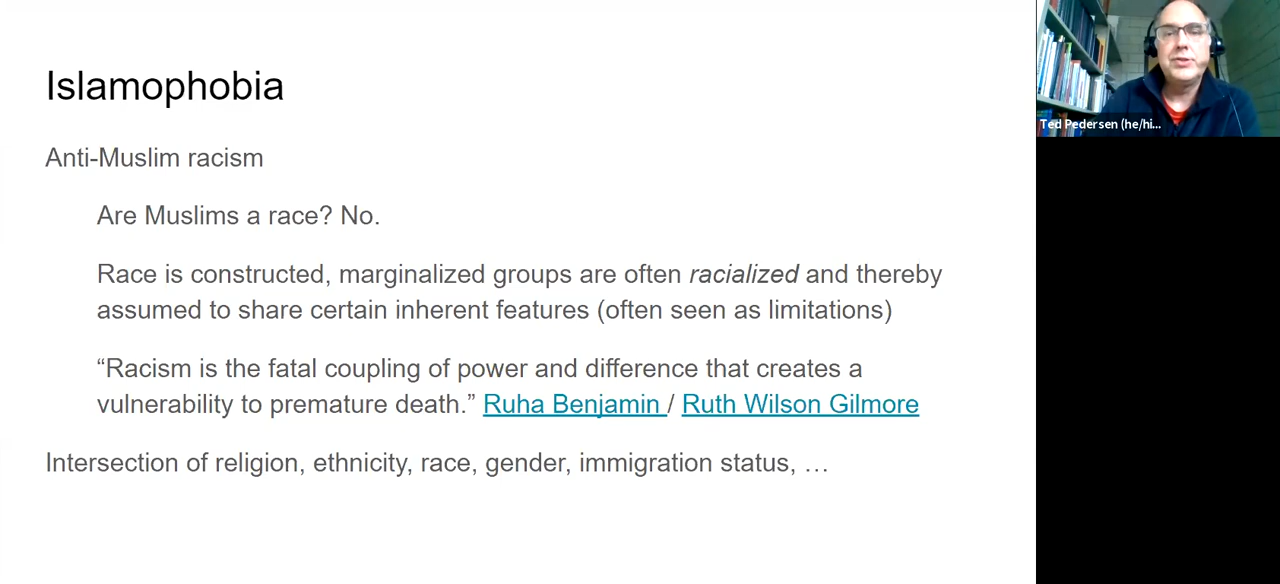 Islamophobia
Anti-Muslim racism
Are Muslims a race? No.
Race is constructed, marginalized groups are often racialized and thereby
assumed to share certain inherent features (often seen as limitations)
“Racism is the fatal coupling of power and difference that creates a
vulnerability to premature death.” Ruha Benjamin / Ruth Wilson Gilmore
Intersection of religion, ethnicity, race, gender, immigration status, …
Ted Pedersen (he/hi...